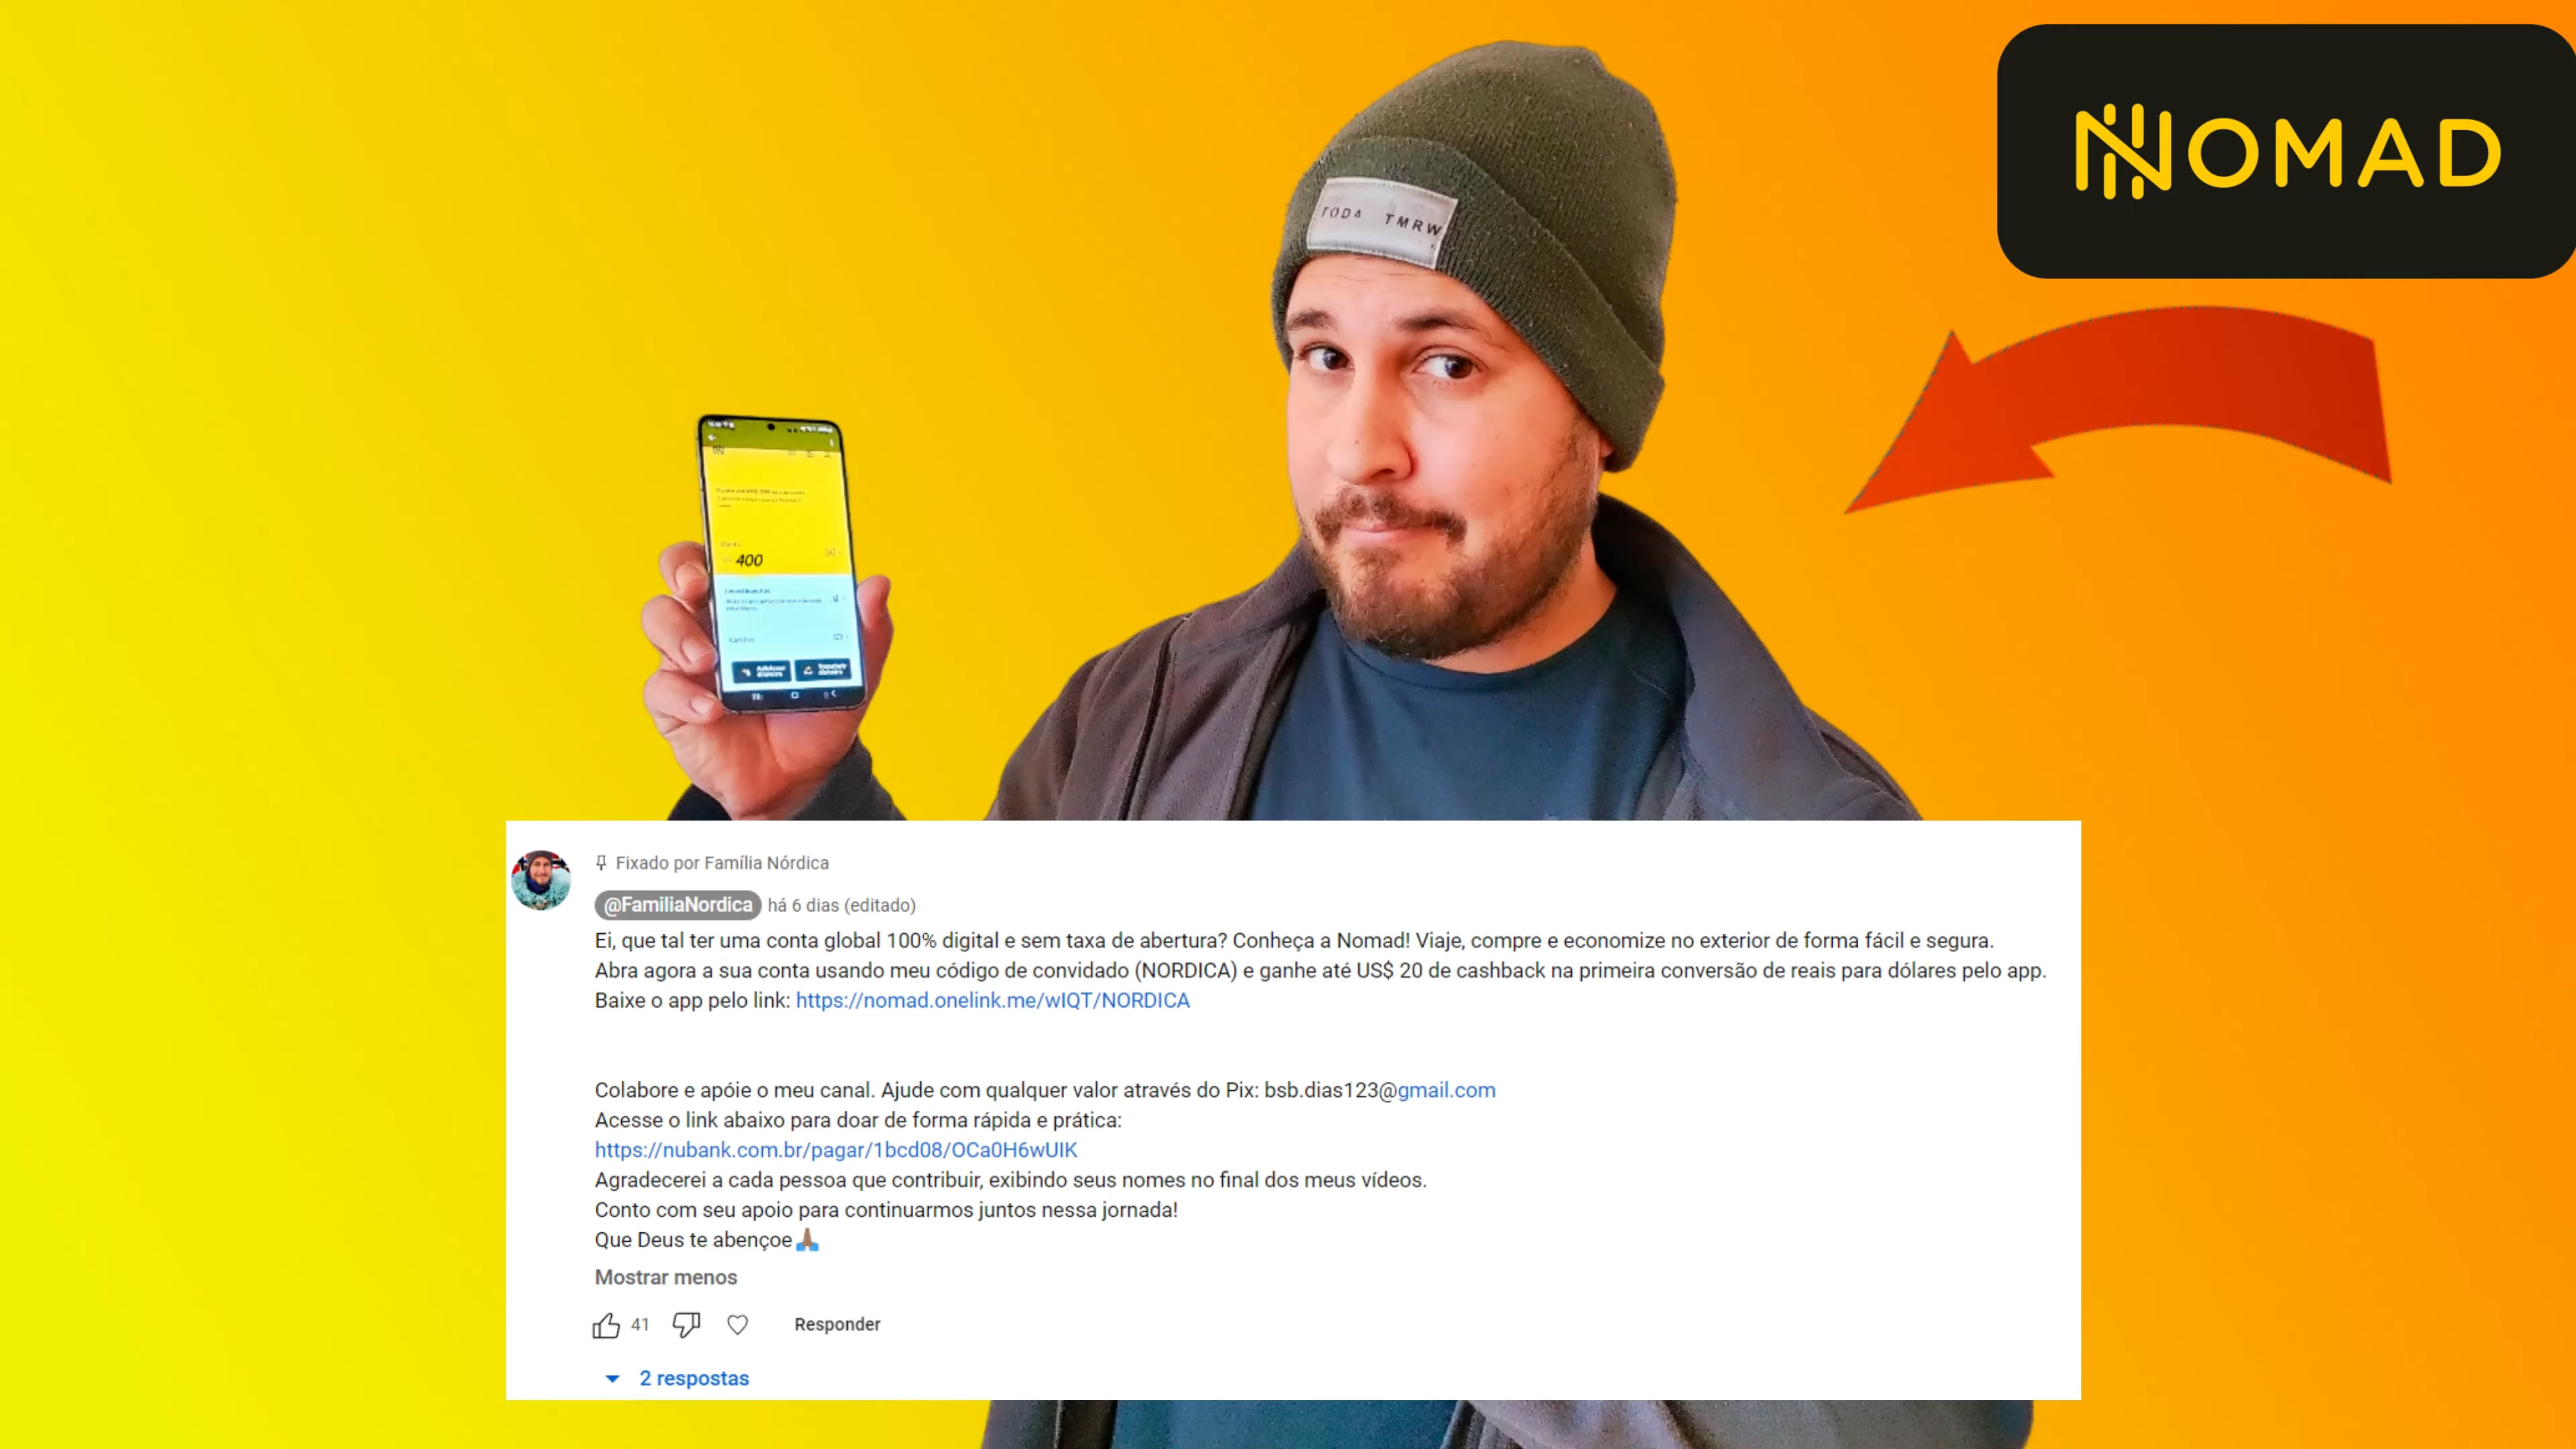 NOMAD
TODA TMRW
Conta
400
Investimentos
Cartões
Adicionar dinheiro
Transferir dinheiro
Fixado por Família Nórdica
@FamiliaNordica há 6 dias (editado)
Ei, que tal ter uma conta global 100% digital e sem taxa de abertura? Conheça a Nomad! Viaje, compre e economize no exterior de forma fácil e segura.
Abra agora a sua conta usando meu código de convidado (NORDICA) e ganhe até US$ 20 de cashback na primeira conversão de reais para dólares pelo app.
Baixe o app pelo link: https://nomad.onelink.me/wIQT/NORDICA
Colabore e apóie o meu canal. Ajude com qualquer valor através do Pix: bsb.dias123@gmail.com
Acesse o link abaixo para doar de forma rápida e prática:
https://nubank.com.br/pagar/1bcd08/OCa0H6wUIK
Agradecerei a cada pessoa que contribuir, exibindo seus nomes no final dos meus vídeos.
Conto com seu apoio para continuarmos juntos nessa jornada!
Que Deus te abençoe🙏🏽
Mostrar menos
41 Responder
2 respostas